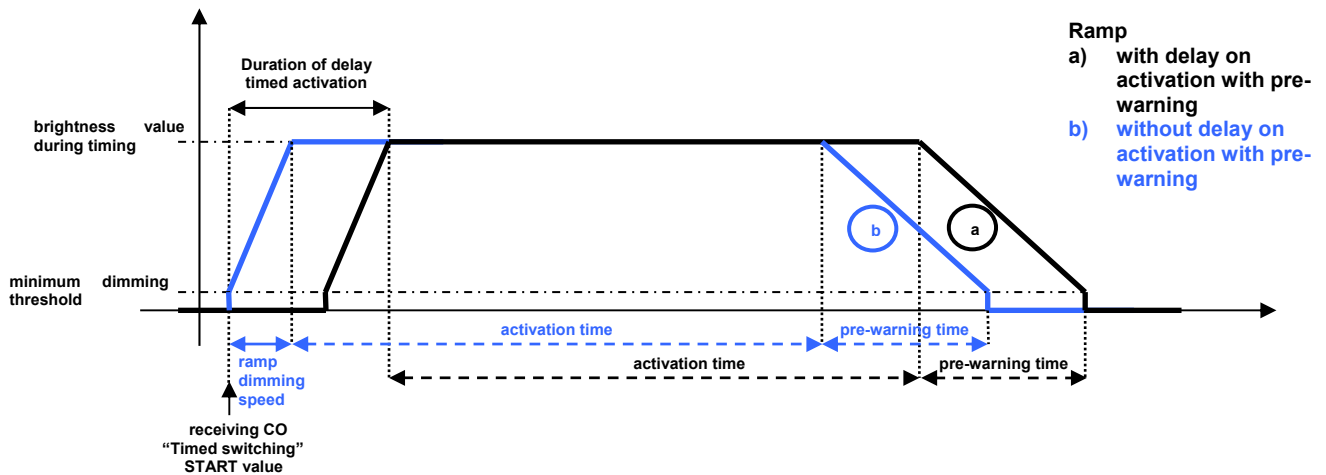 Ramp
a) with delay on
activation with pre-
warning
b) without delay on
activation with pre-
warning
Duration of delay
timed activation
brightness value
during timing
b
a
minimum dimming
threshold
activation time
pre-warning time
ramp
dimming
speed
activation time
pre-warning time
receiving CO
“Timed switching”
START value